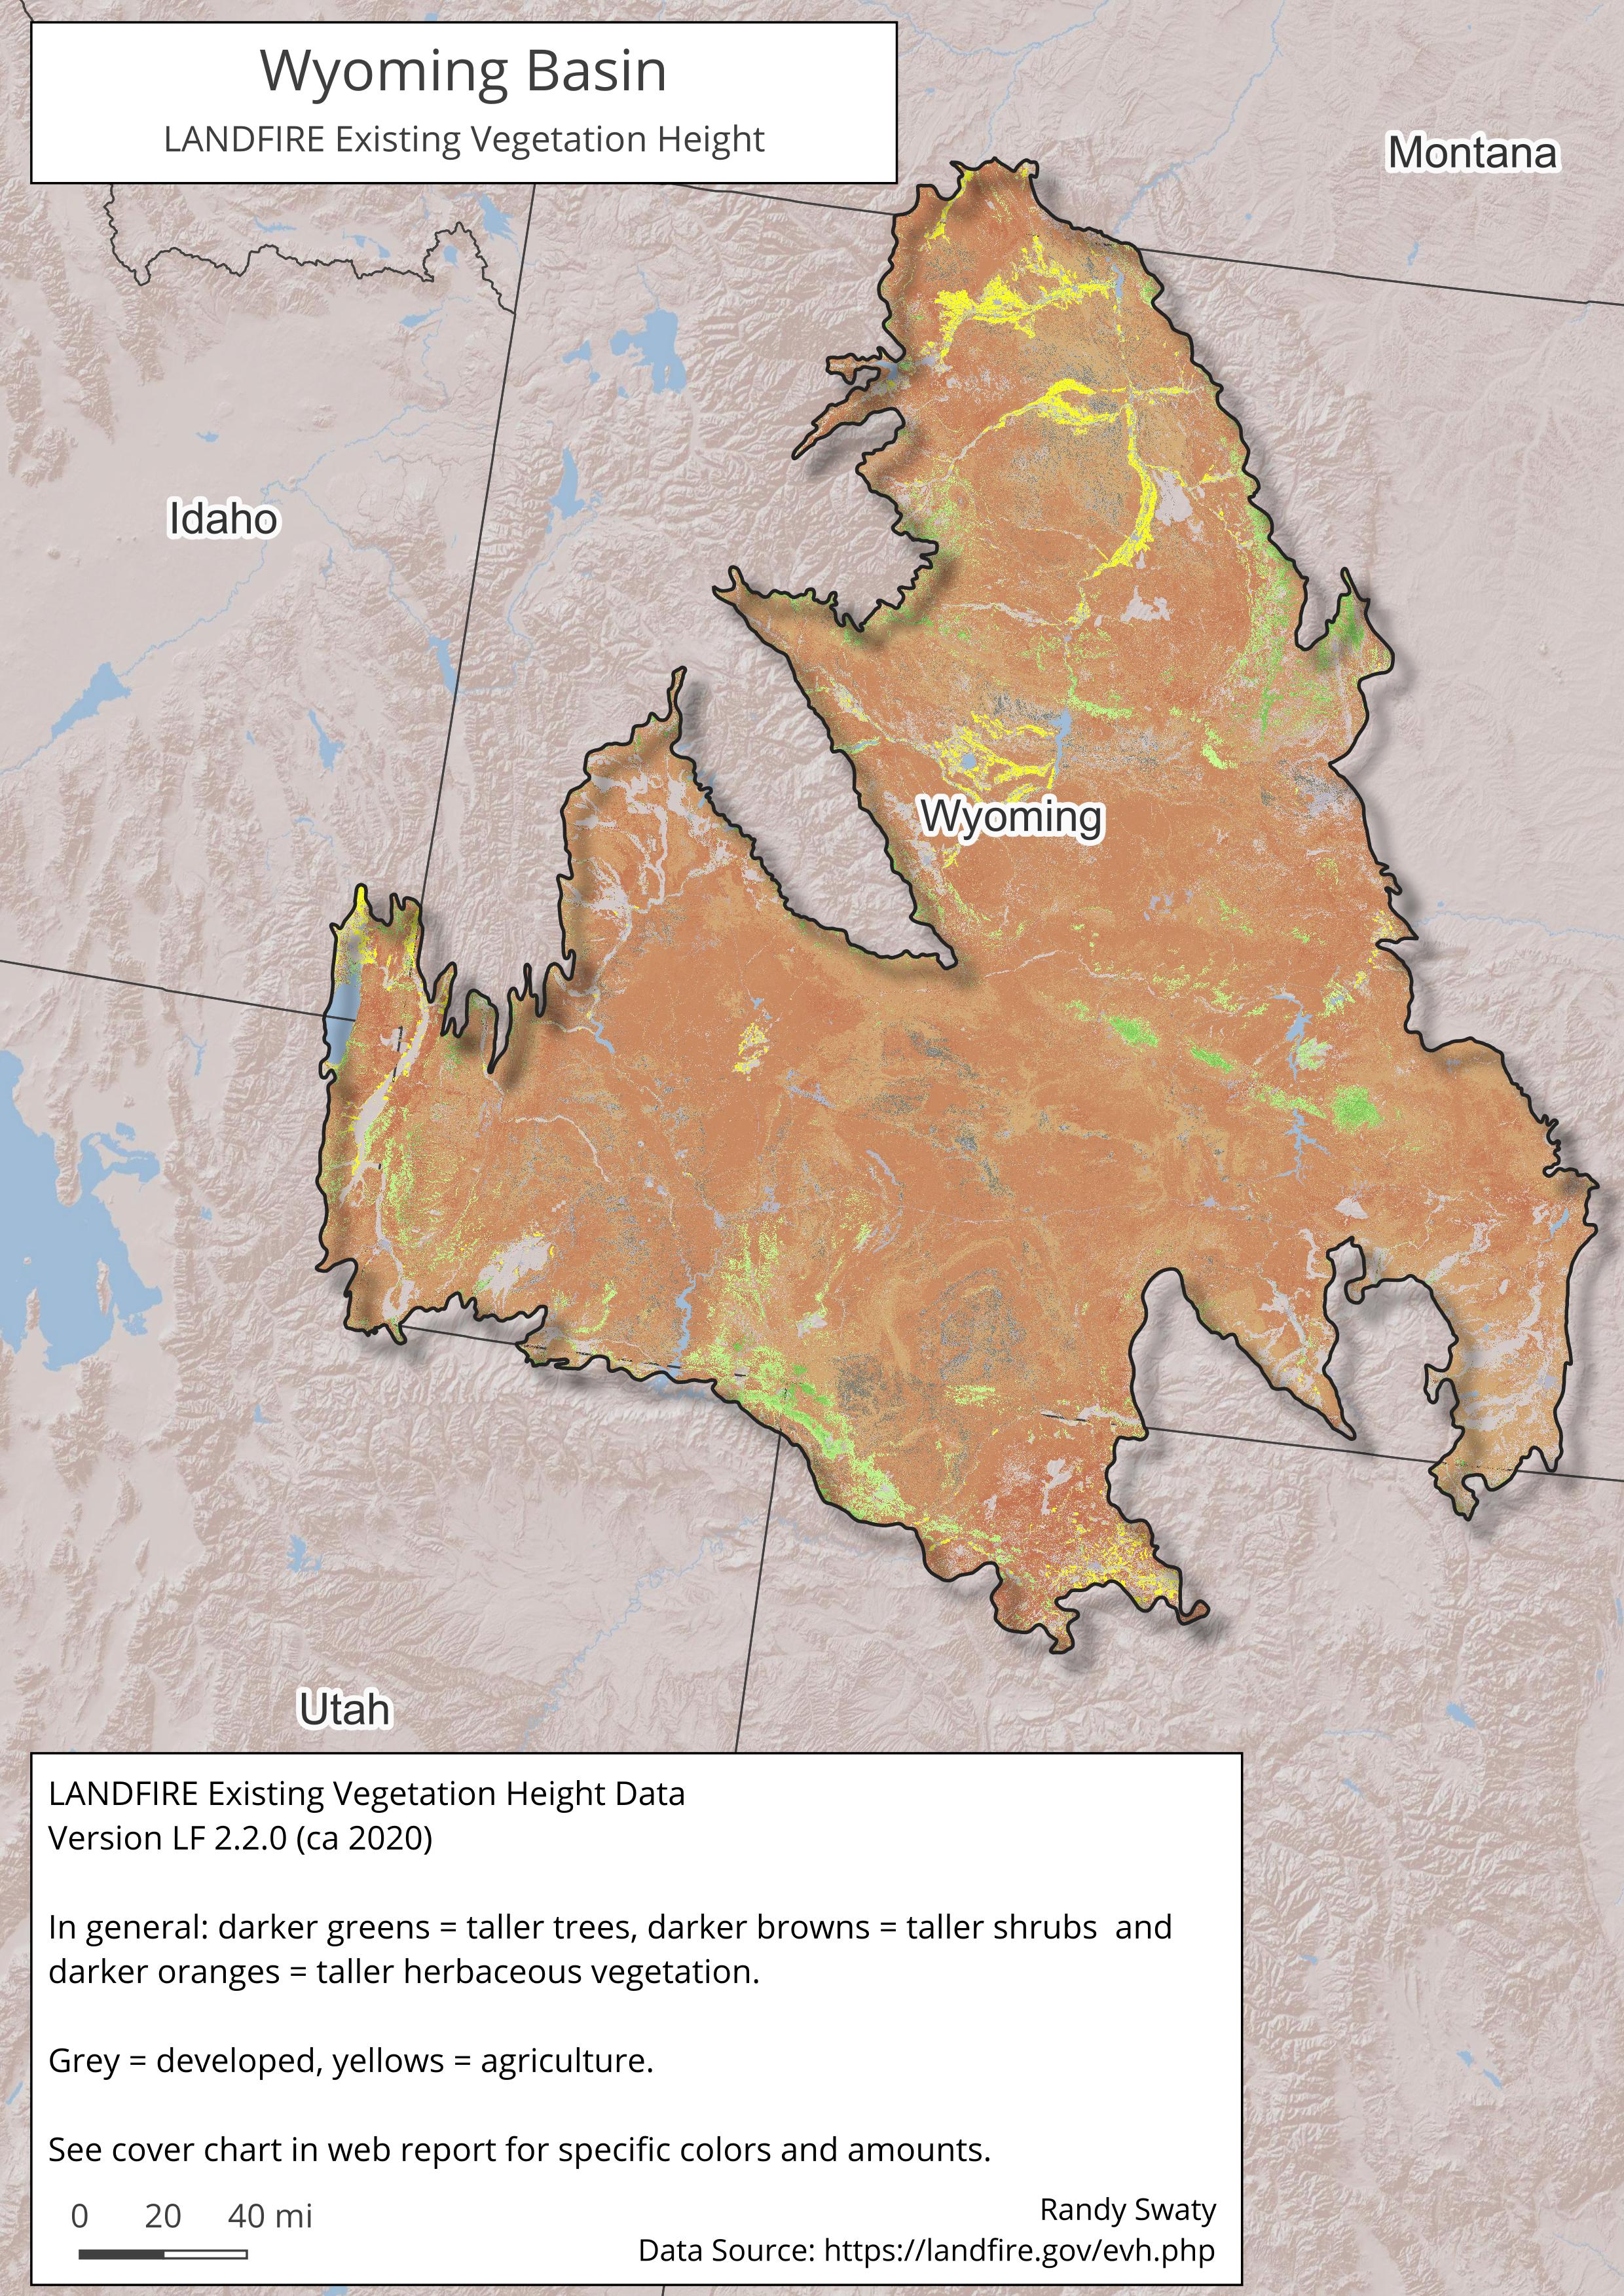 Wyoming Basin
LANDFIRE Existing Vegetation Height
Montana
Idaho
Wyoming
Utah
LANDFIRE Existing Vegetation Height Data
Version LF 2.2.0 (ca 2020)
In general: darker greens = taller trees, darker browns = taller shrubs  and
darker oranges = taller herbaceous vegetation.
Grey = developed, yellows = agriculture.
See cover chart in web report for specific colors and amounts.
0 20 40 mi
Randy Swaty
Data Source: https://landfire.gov/evh.php